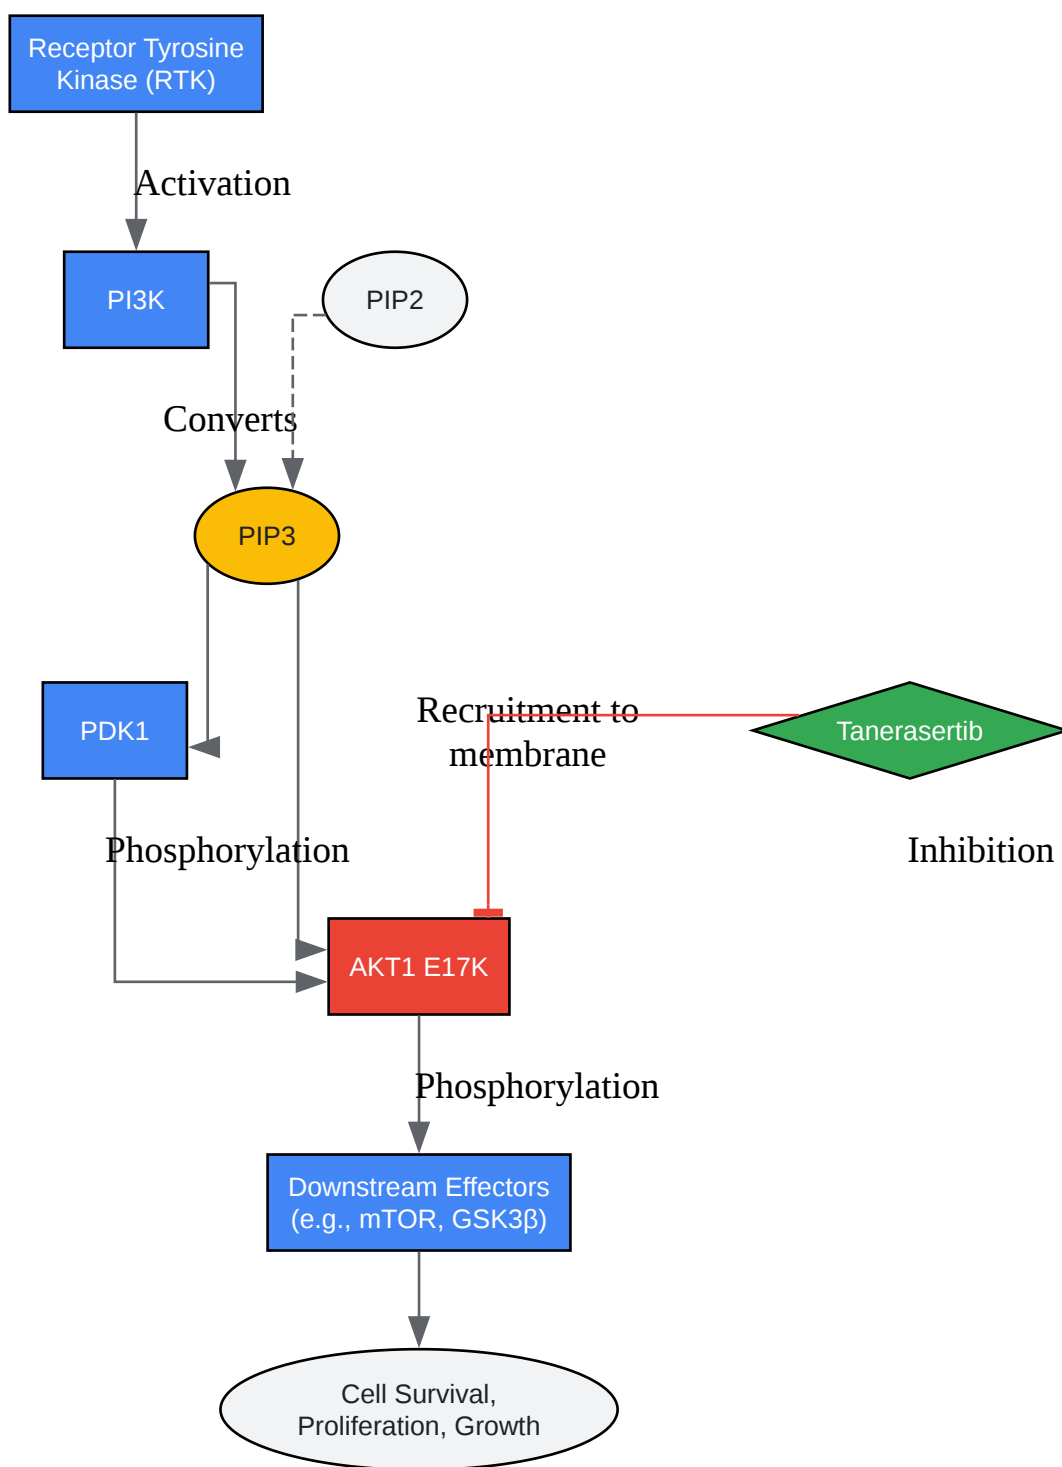 Receptor Tyrosine
Kinase (RTK)
Activation
PI3K
PIP2
Converts
PIP3
Recruitment to
membrane
PDK1
Tanerasertib
Phosphorylation
Inhibition
AKT1 E17K
Phosphorylation
Downstream Effectors
(e.g., mTOR, GSK3β)
Cell Survival,
Proliferation, Growth